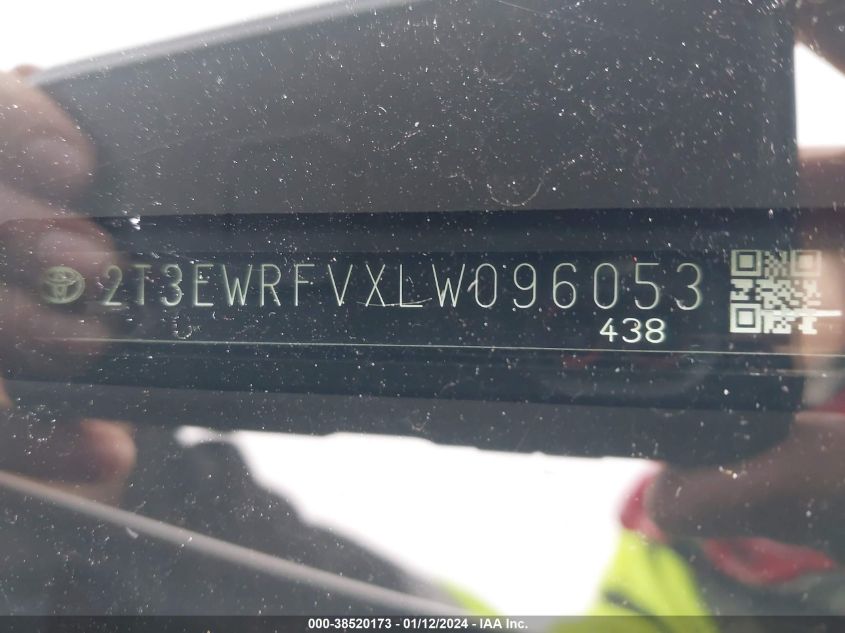 2T3EWRFVXLW096053
438
000-38520173 - 01/12/2024 - IAA Inc.